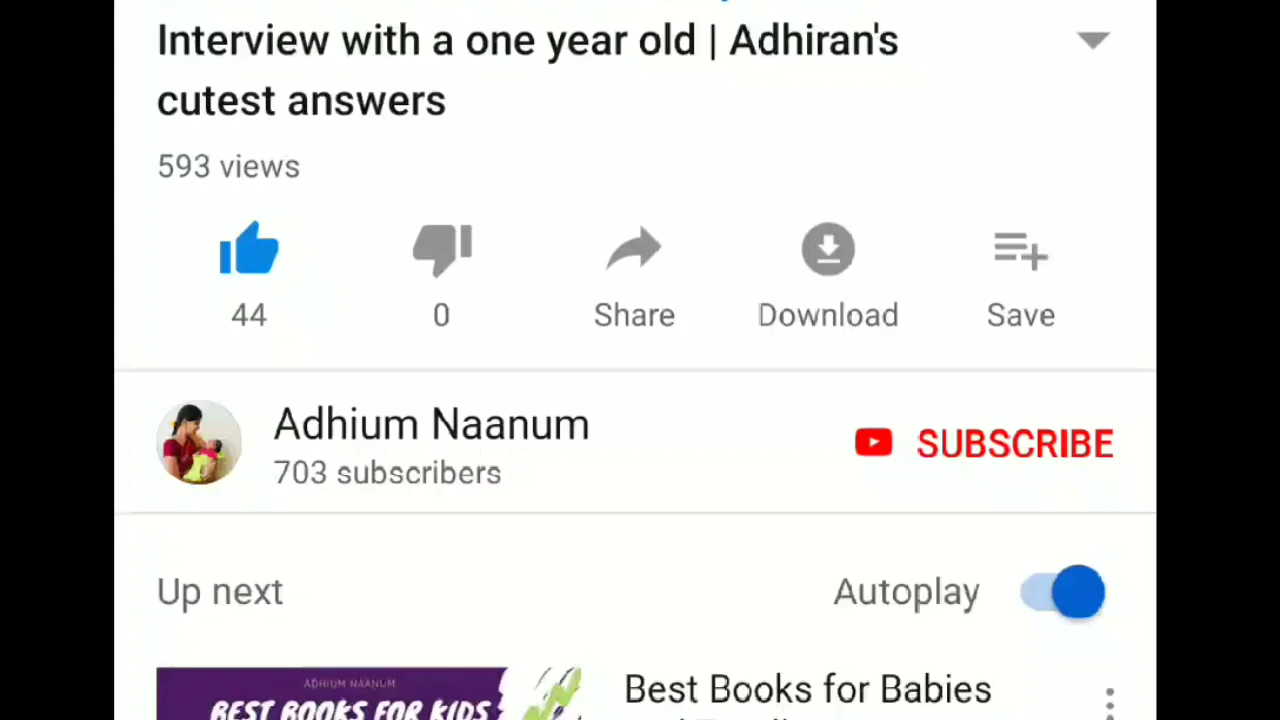 Interview with a one year old | Adhiran's
cutest answers
593 views
44
0
Share
Download
Save
Adhium Naanum
703 subscribers
SUBSCRIBE
Up next
Autoplay
ADHIUM NAANUM
BEST BOOKS FOR KIDS
Best Books for Babies